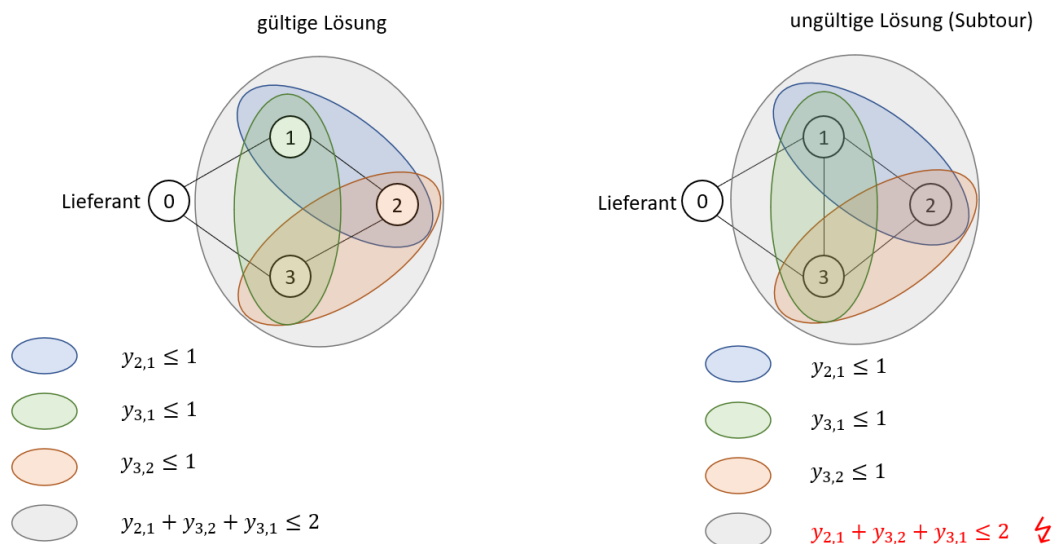 gültige Lösung
1
Lieferant 0
2
3
y2,1 ≤ 1
y3,1 ≤ 1
y3,2 ≤ 1
y2,1 + y3,2 + y3,1 ≤ 2
ungültige Lösung (Subtour)
1
Lieferant 0
2
3
y2,1 ≤ 1
y3,1 ≤ 1
y3,2 ≤ 1
y2,1 + y3,2 + y3,1 ≤ 2